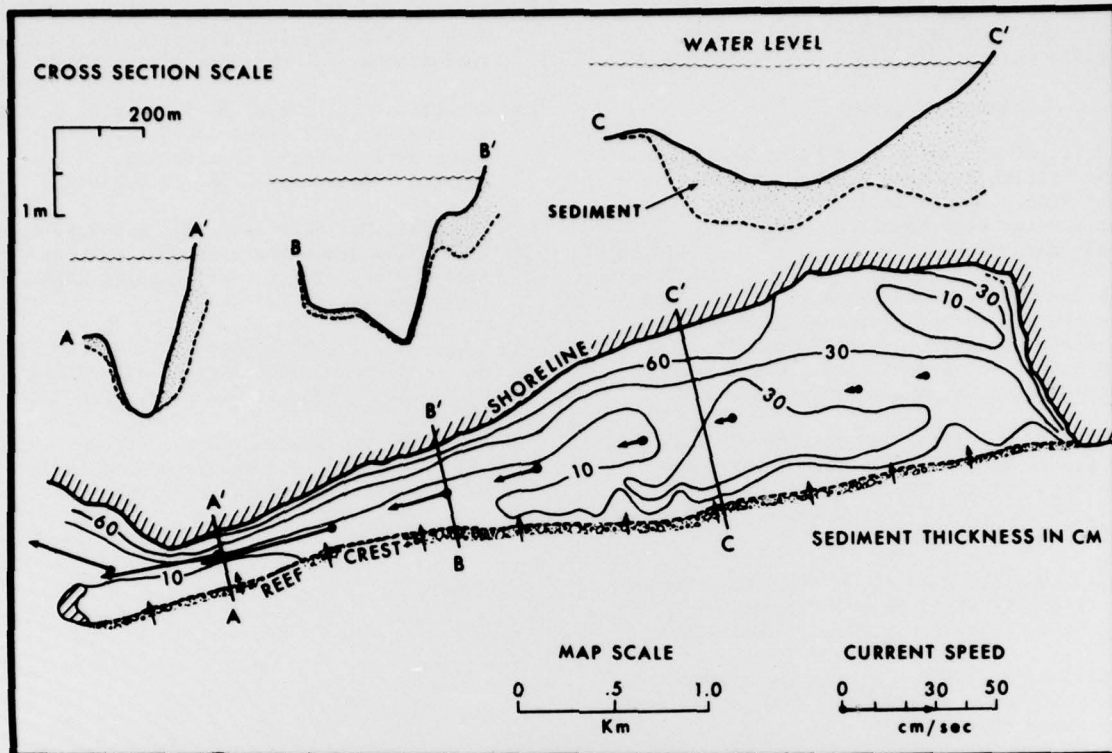 CROSS SECTION SCALE
200m
1m
WATER LEVEL
C'
C
SEDIMENT
B'
B
A'
A
SHORELINE
C'
60
30
10
30
30
B'
10
A'
60
10
REEF CREST
A
B
C
SEDIMENT THICKNESS IN CM
MAP SCALE
0 .5 1.0
Km
CURRENT SPEED
0 30 50
cm/sec